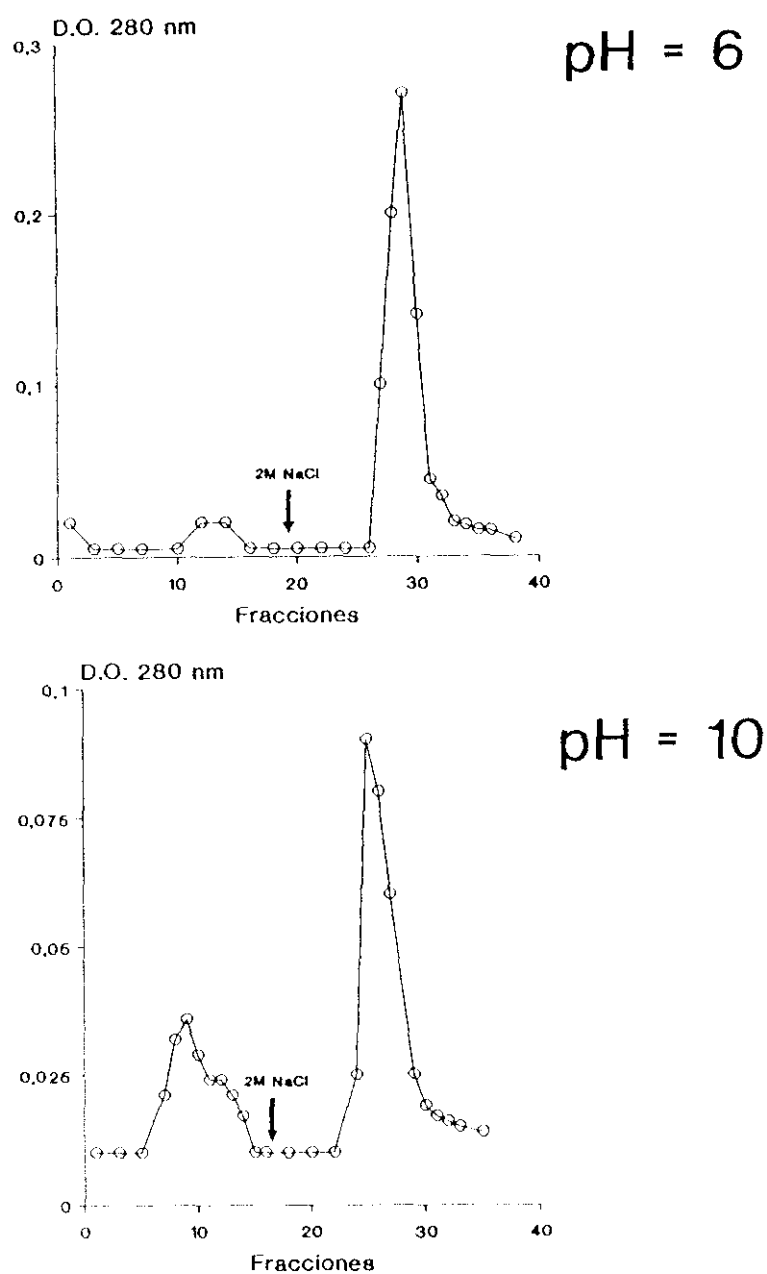 D.O. 280 nm
pH = 6
0,3
0,2
0,1
0
2M NaCl
0 10 20 30 40
Fracciones
D.O. 280 nm
pH = 10
0,1
0,075
0,05
0,025
0
2M NaCl
0 10 20 30 40
Fracciones